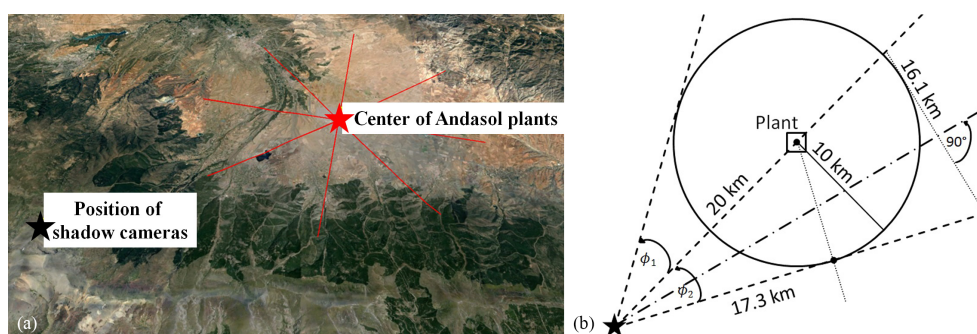 Center of Andasol plants
Position of
shadow cameras
(a)
Plant
16.1 km
90°
10 km
20 km
ϕ1
ϕ2
17.3 km
(b)